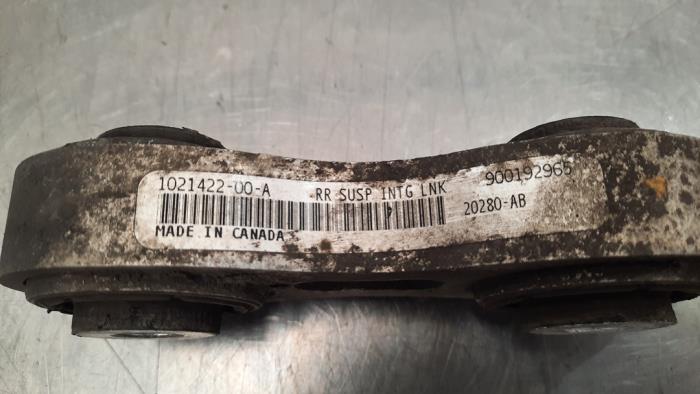 1021422-00-A RR SUSP INTG LNK 900192965
20280-AB
MADE IN CANADA